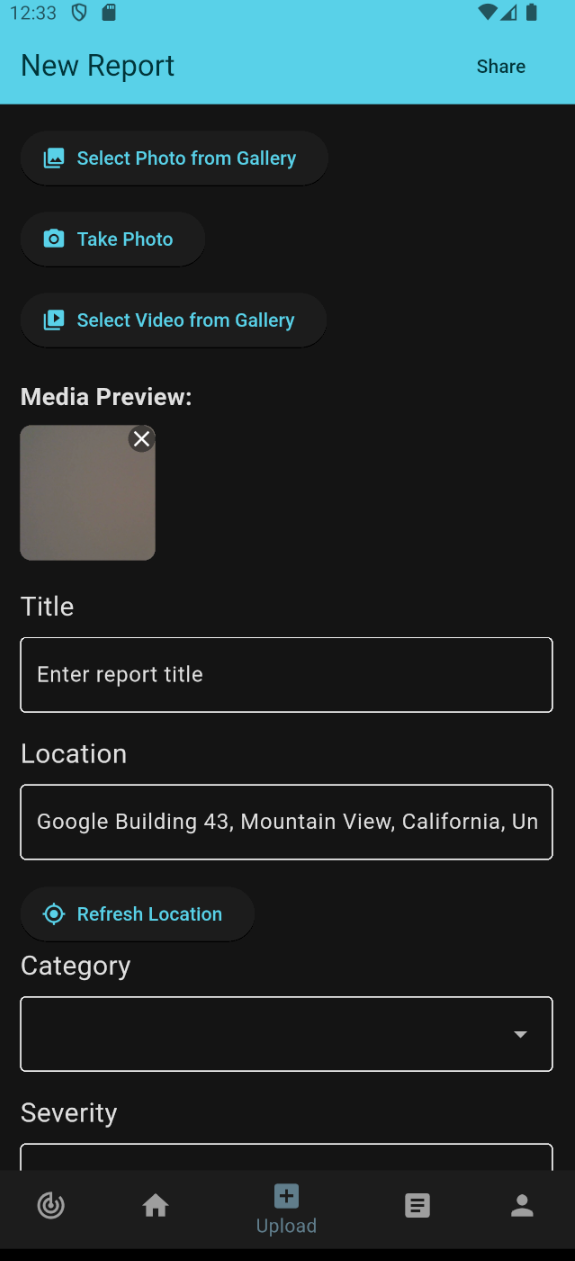 12:33
New Report
Share
Select Photo from Gallery
Take Photo
Select Video from Gallery
Media Preview:
Title
Enter report title
Location
Google Building 43, Mountain View, California, Un
Refresh Location
Category
Severity
Upload